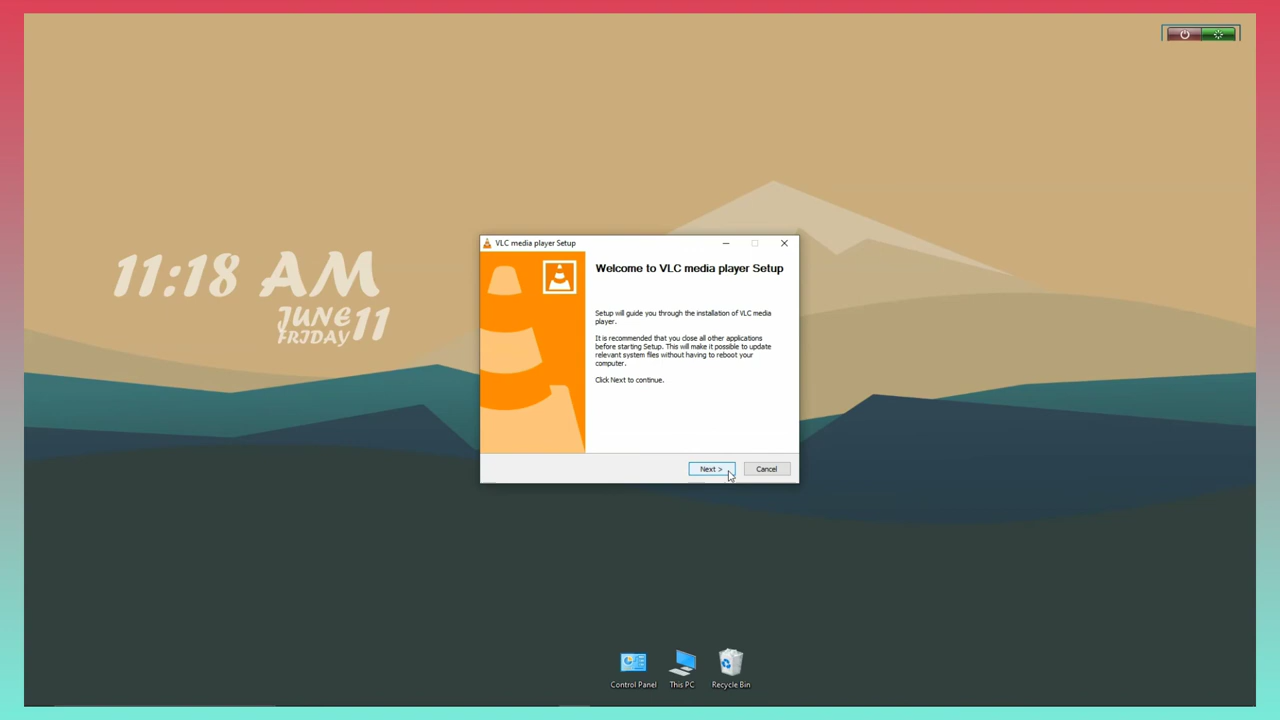 VLC media player Setup
Welcome to VLC media player Setup
Setup will guide you through the installation of VLC media
player.
It is recommended that you close all other applications
before starting Setup. This will make it possible to update
relevant system files without having to reboot your
computer.
Click Next to continue.
Next >
Cancel
11:18 AM
JUNE 11
FRIDAY
Control Panel
This PC
Recycle Bin